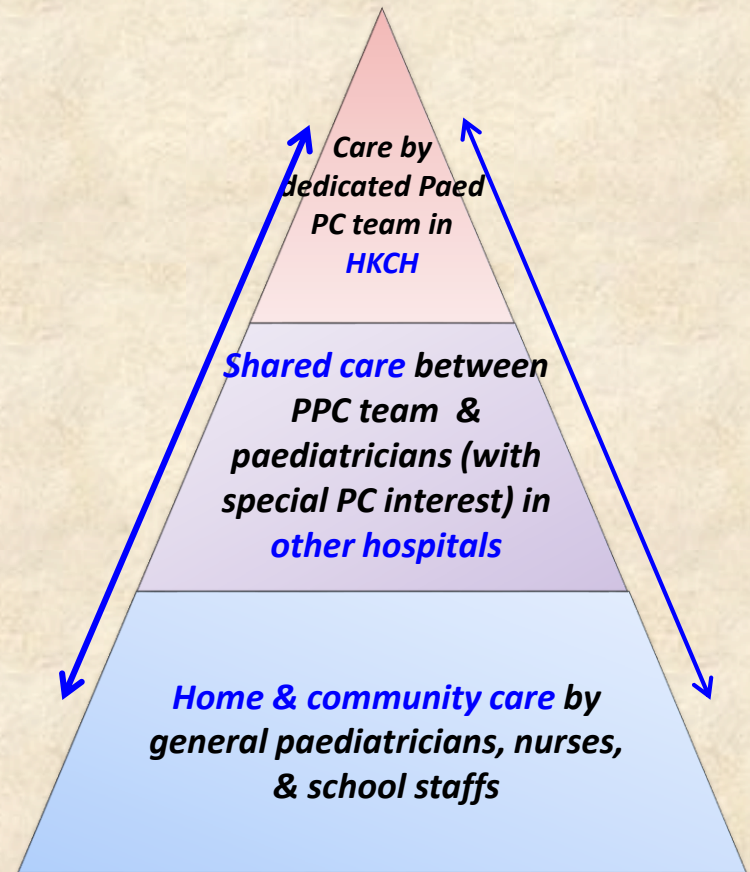 Care by
dedicated Paed
PC team in
HKCH
Shared care between
PPC team &
paediatricians (with
special PC interest) in
other hospitals
Home & community care by
general paediatricians, nurses,
& school staffs